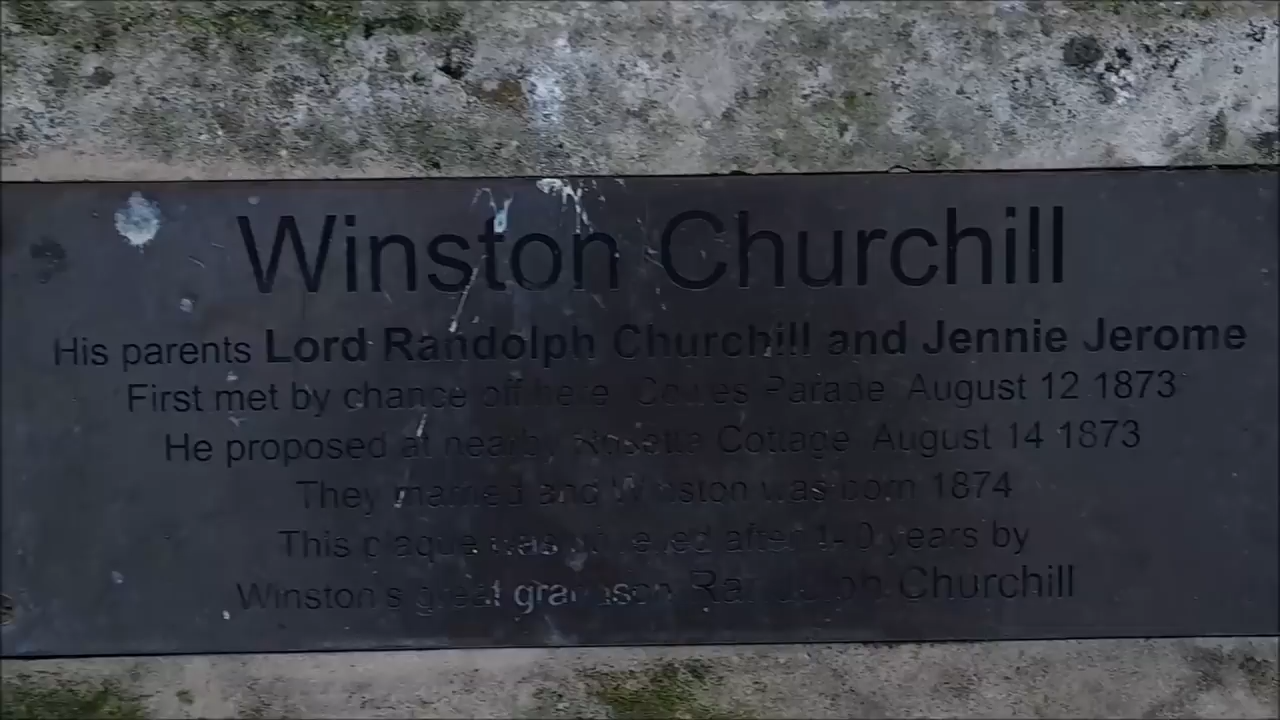 Winston Churchill
His parents Lord Randolph Churchill and Jennie Jerome
First met by chance off here Cowes Parade August 12 1873
He proposed at nearby Rosetta Cottage August 14 1873
They married and Winston was born 1874
This plaque was after 140 years by
Winston's great grandson Randolph Churchill